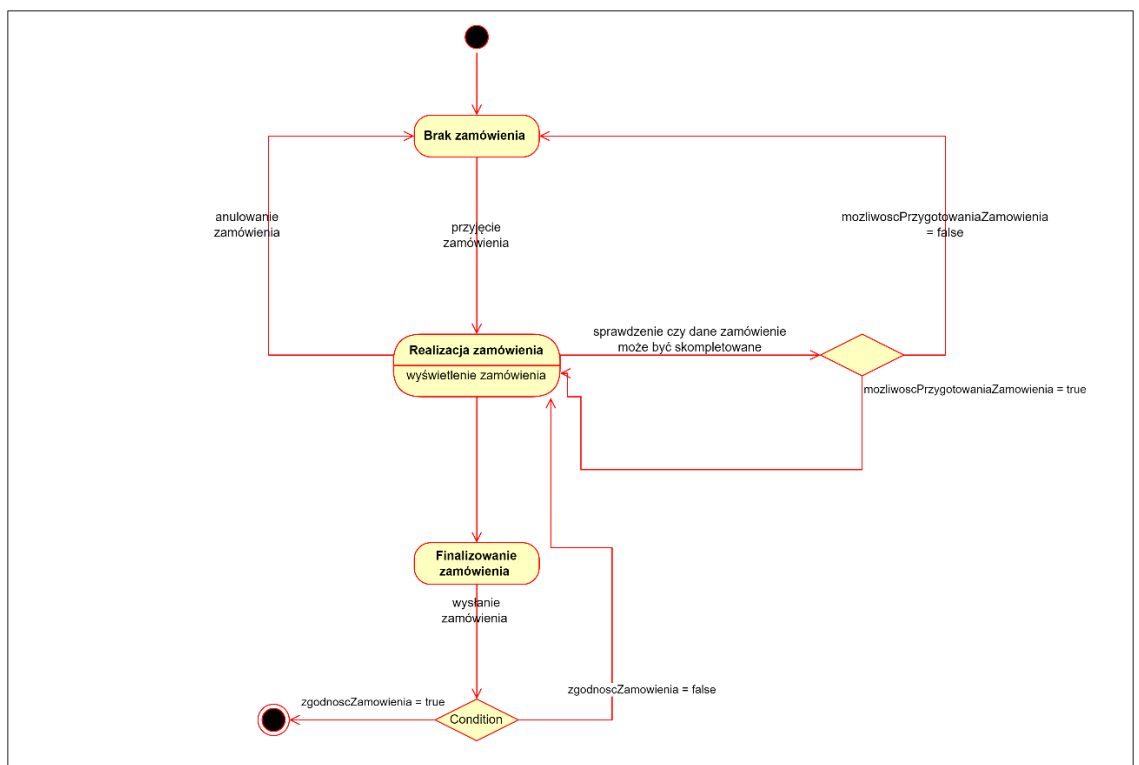 Brak zamówienia
anulowanie
zamówienia
przyjęcie
zamówienia
mozliwoscPrzygotowaniaZamowienia
= false
Realizacja zamówienia
wyświetlenie zamówienia
sprawdzenie czy dane zamówienie
może być skompletowane
mozliwoscPrzygotowaniaZamowienia = true
Finalizowanie
zamówienia
wysłanie
zamówienia
zgodnoscZamowienia = false
zgodnoscZamowienia = true
Condition